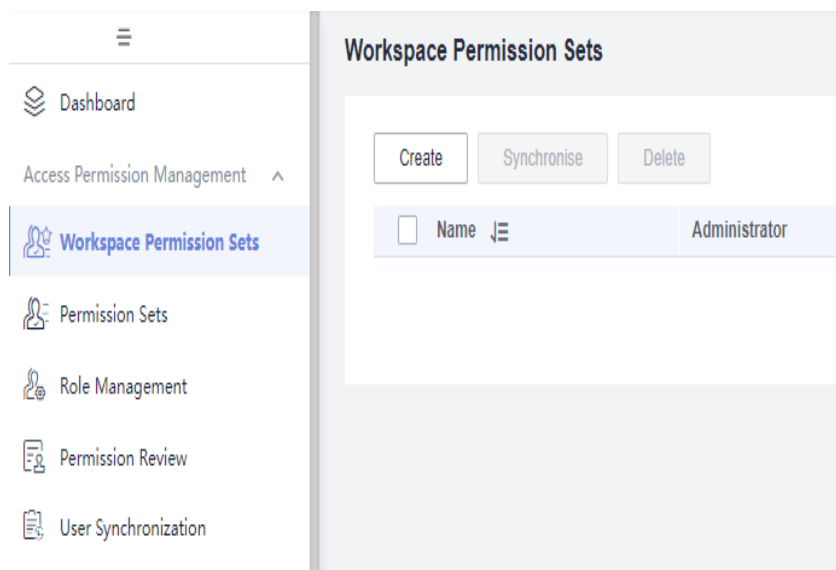 Dashboard
Access Permission Management
Workspace Permission Sets
Permission Sets
Role Management
Permission Review
User Synchronization
Workspace Permission Sets
Create Synchronise Delete
Name Administrator